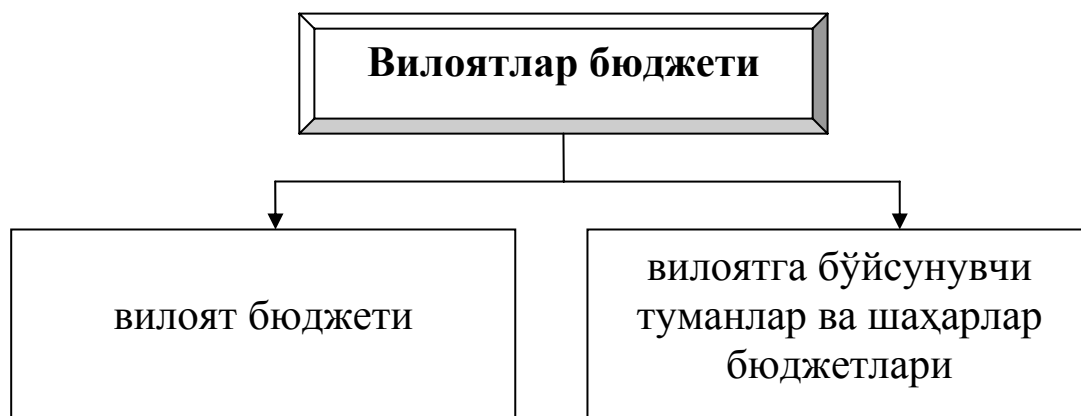 Вилоятлар бюджети
вилоят бюджети
вилоятга бўйсунувчи
туманлар ва шаҳарлар
бюджетлари